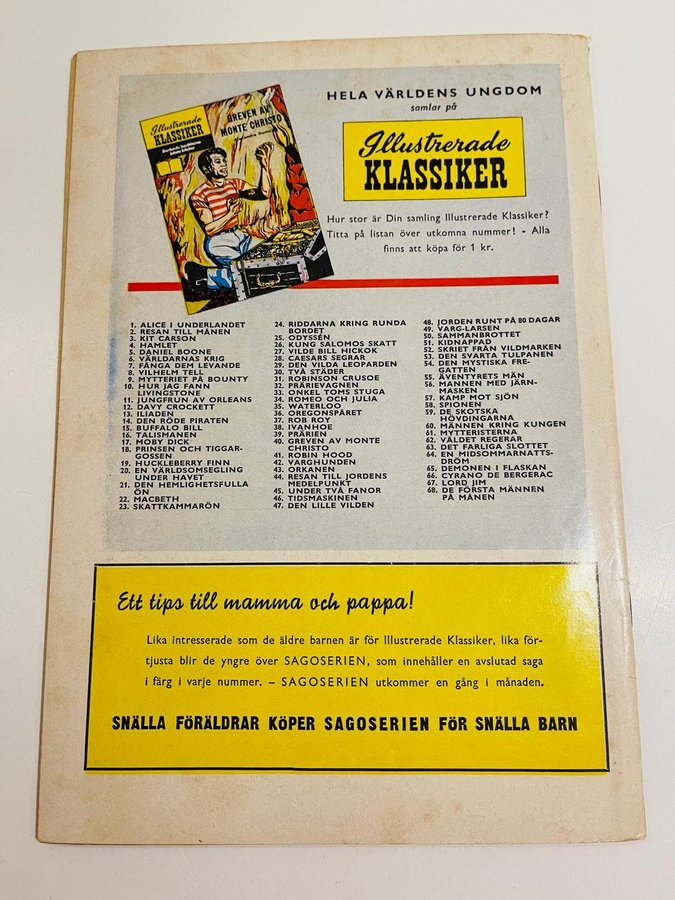 HELA VÄRLDENS UNGDOM
samlar på
Illustrerade
KLASSIKER
Hur stor är Din samling Illustrerade Klassiker?
Titta på listan över utkomna nummer! - Alla
finns att köpa för 1 kr.
Illustrerade
KLASSIKER
GREVEN AV
MONTE CHRISTO
1. ALICE I UNDERLANDET
2. RESAN TILL MÅNEN
3. KIT CARSON
4. HAMLET
5. DANIEL BOONE
6. VÄRLDARNAS KRIG
7. FÅNGA DEM LEVANDE
8. VILHELM TELL
9. MYTTERIET PÅ BOUNTY
10. HUR JAG FANN
LIVINGSTONE
11. JUNGFRUN AV ORLEANS
12. DAVY CROCKETT
13. ILIADEN
14. DEN RÖDE PIRATEN
15. BUFFALO BILL
16. TALISMANEN
17. MOBY DICK
18. PRINSEN OCH TIGGAR-
GOSSEN
19. HUCKLEBERRY FINN
20. EN VÄRLDSOMSEGLING
UNDER HAVET
21. DEN HEMLIGHETSFULLA
ÖN
22. MACBETH
23. SKATTKAMMARÖN
24. RIDDARNA KRING RUNDA
BORDET
25. ODYSSÉN
26. KUNG SALOMOS SKATT
27. VILDE BILL HICKOK
28. CAESARS SEGRAR
29. DEN VILDA LEOPARDEN
30. TVÅ STÄDER
31. ROBINSON CRUSOE
32. PRÄRIEVAGNEN
33. ONKEL TOMS STUGA
34. ROMEO OCH JULIA
35. WATERLOO
36. OREGONSPÅRET
37. ROB ROY
38. IVANHOE
39. PRÄRIEN
40. GREVEN AV MONTE
CHRISTO
41. ROBIN HOOD
42. VARGHUNDEN
43. ORKANEN
44. RESAN TILL JORDENS
MEDELPUNKT
45. UNDER TVÅ FANOR
46. TIDSMASKINEN
47. DEN LILLE VILDEN
48. JORDEN RUNT PÅ 80 DAGAR
49. VARG-LARSEN
50. SAMMANBROTTET
51. KIDNAPPAD
52. SKRIET FRÅN VILDMARKEN
53. DEN SVARTA TULPANEN
54. DEN MYSTISKA FRE-
GATTEN
55. ÄVENTYRETS MÄN
56. MANNEN MED JÄRN-
MASKEN
57. KAMP MOT SJÖN
58. SPIONEN
59. DE SKOTSKA
HÖVDINGARNA
60. MÄNNEN KRING KUNGEN
61. MYTTERISTERNA
62. VÅLDET REGERAR
63. DET FARLIGA SLOTTET
64. EN MIDSOMMARNATTS-
DRÖM
65. DEMONEN I FLASKAN
66. CYRANO DE BERGERAC
67. LORD JIM
68. DE FÖRSTA MÄNNEN
PÅ MÅNEN
Ett tips till mamma och pappa!
Lika intresserade som de äldre barnen är för Illustrerade Klassiker, lika för-
tjusta blir de yngre över SAGOSERIEN, som innehåller en avslutad saga
i färg i varje nummer. – SAGOSERIEN utkommer en gång i månaden.
SNÄLLA FÖRÄLDRAR KÖPER SAGOSERIEN FÖR SNÄLLA BARN